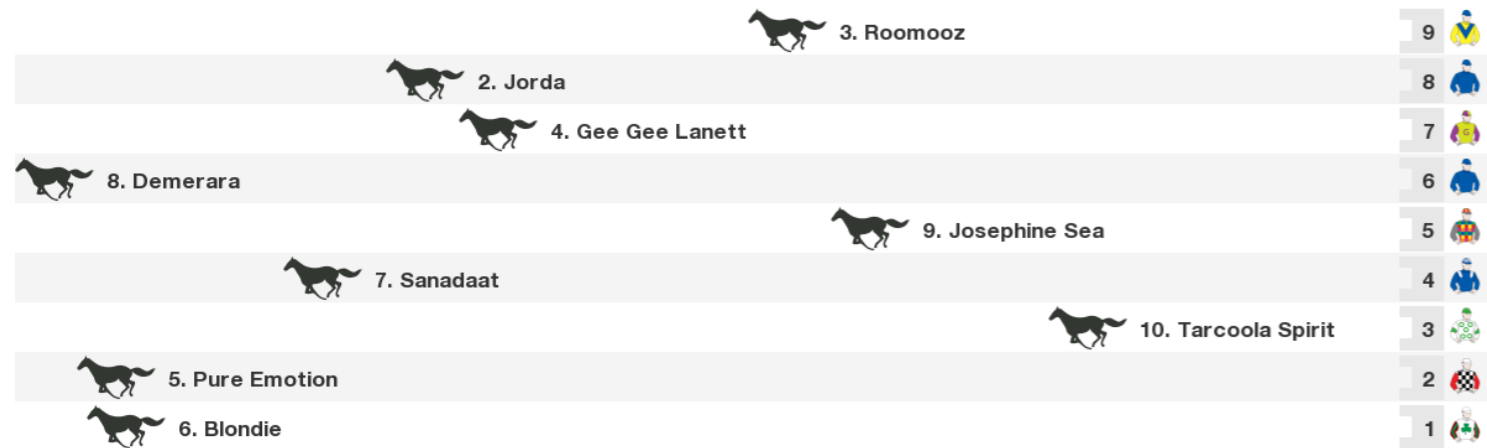 3. Roomooz 9
2. Jorda 8
4. Gee Gee Lanett 7
8. Demerara 6
9. Josephine Sea 5
7. Sanadaat 4
10. Tarcoola Spirit 3
5. Pure Emotion 2
6. Blondie 1